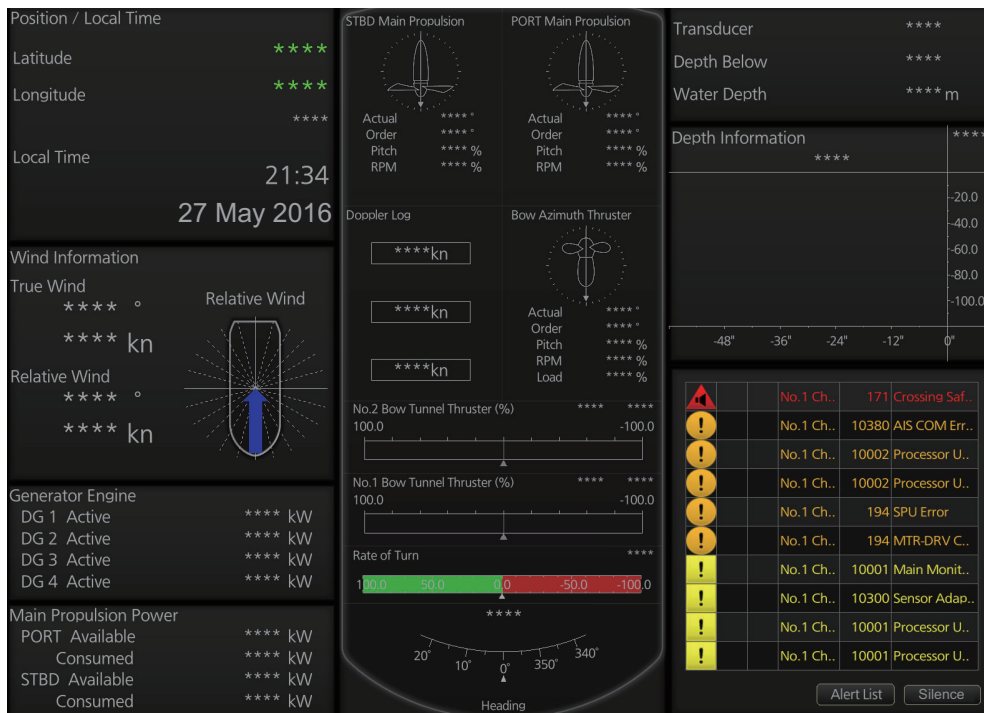 Position / Local Time
Latitude ****
Longitude ****
****
Local Time
21:34
27 May 2016
Wind Information
True Wind
**** °
**** kn
Relative Wind
Relative Wind
**** °
**** kn
Generator Engine
DG 1 Active **** kW
DG 2 Active **** kW
DG 3 Active **** kW
DG 4 Active **** kW
Main Propulsion Power
PORT Available **** kW
Consumed **** kW
STBD Available **** kW
Consumed **** kW
STBD Main Propulsion
Actual **** °
Order **** °
Pitch **** %
RPM **** %
PORT Main Propulsion
Actual **** °
Order **** °
Pitch **** %
RPM **** %
Doppler Log
****kn
****kn
****kn
Bow Azimuth Thruster
Actual **** °
Order **** °
Pitch **** %
RPM **** %
Load **** %
No.2 Bow Tunnel Thruster (%) **** ****
100.0 -100.0
No.1 Bow Tunnel Thruster (%) **** ****
100.0 -100.0
Rate of Turn ****
100.0 50.0 0.0 -50.0 -100.0
****
20° 10° 0° 350° 340°
Heading
Transducer ****
Depth Below ****
Water Depth **** m
Depth Information ****
****
-20.0
-40.0
-60.0
-80.0
-100.0
-48" -36" -24" -12" 0"
No.1 Ch.. 171 Crossing Saf..
No.1 Ch.. 10380 AIS COM Err..
No.1 Ch.. 10002 Processor U..
No.1 Ch.. 10002 Processor U..
No.1 Ch.. 194 SPU Error
No.1 Ch.. 194 MTR-DRV C..
No.1 Ch.. 10001 Main Monit..
No.1 Ch.. 10300 Sensor Adap..
No.1 Ch.. 10001 Processor U..
No.1 Ch.. 10001 Processor U..
Alert List Silence